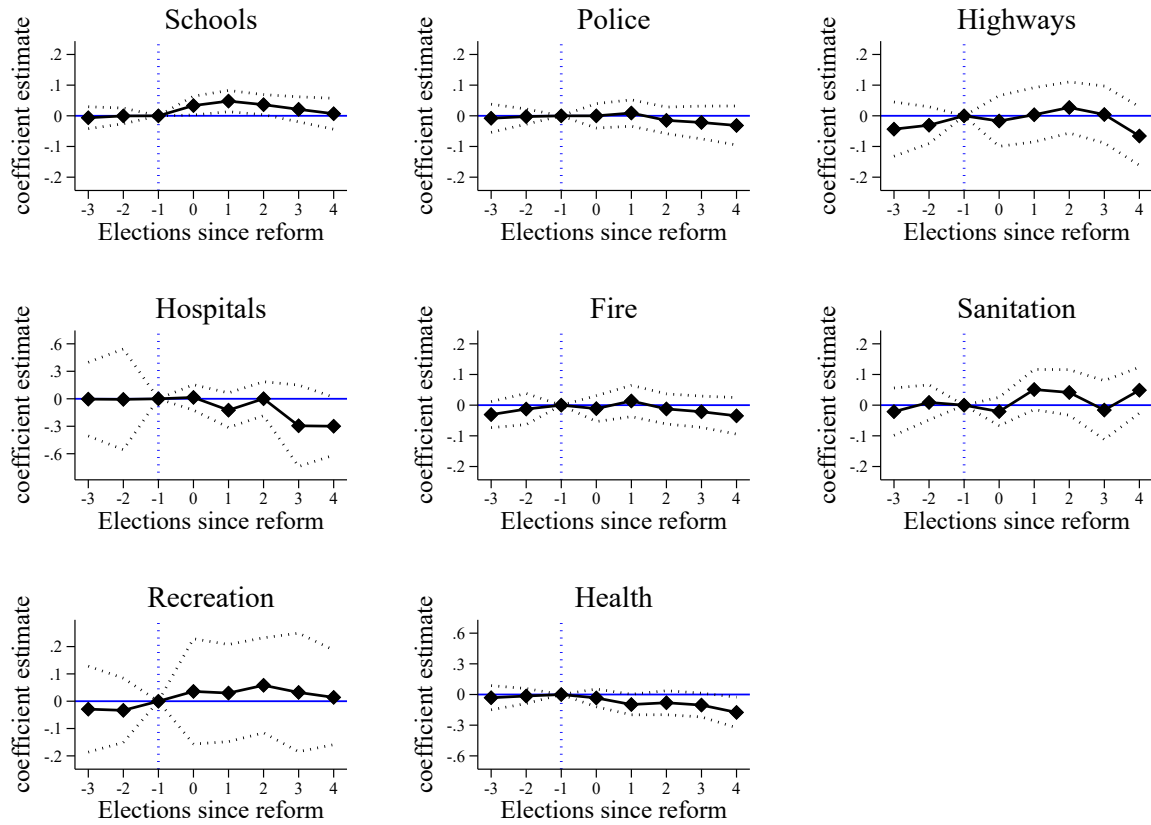 Schools
coefficient estimate
.2
.1
0
-.1
-.2
-3 -2 -1 0 1 2 3 4
Elections since reform
Police
coefficient estimate
.2
.1
0
-.1
-.2
-3 -2 -1 0 1 2 3 4
Elections since reform
Highways
coefficient estimate
.2
.1
0
-.1
-.2
-3 -2 -1 0 1 2 3 4
Elections since reform
Hospitals
coefficient estimate
.6
.3
0
-.3
-.6
-3 -2 -1 0 1 2 3 4
Elections since reform
Fire
coefficient estimate
.2
.1
0
-.1
-.2
-3 -2 -1 0 1 2 3 4
Elections since reform
Sanitation
coefficient estimate
.2
.1
0
-.1
-.2
-3 -2 -1 0 1 2 3 4
Elections since reform
Recreation
coefficient estimate
.2
.1
0
-.1
-.2
-3 -2 -1 0 1 2 3 4
Elections since reform
Health
coefficient estimate
.6
.3
0
-.3
-.6
-3 -2 -1 0 1 2 3 4
Elections since reform